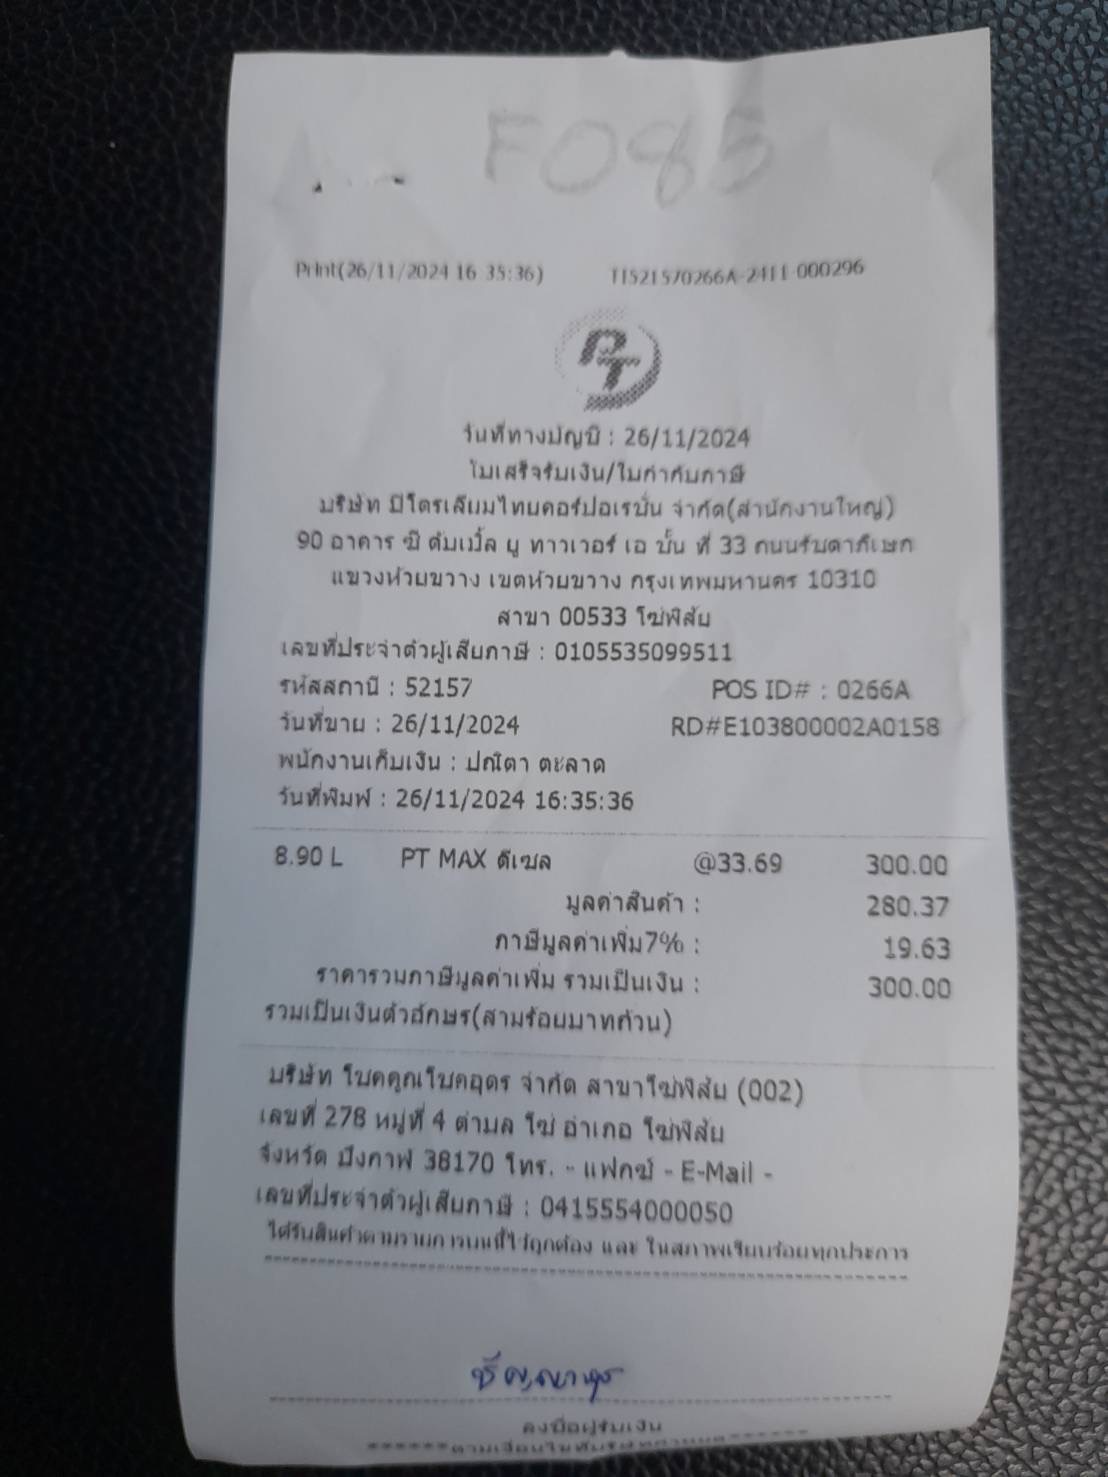 F085
Print(26/11/2024 16 35:36) TI521570266A-2411-000296
PT
วันที่ทางบัญชี : 26/11/2024
ใบเสร็จรับเงิน/ใบกำกับภาษี
บริษัท ปิโตรเลียมไทยคอร์ปอเรชั่น จำกัด(สำนักงานใหญ่)
90 อาคาร ซี ดับเบิ้ล ยู ทาวเวอร์ เอ ชั้น ที่ 33 ถนนรัชดาภิเษก
แขวงห้วยขวาง เขตห้วยขวาง กรุงเทพมหานคร 10310
สาขา 00533 โซ่พิสัย
เลขที่ประจำตัวผู้เสียภาษี : 0105535099511
รหัสสถานี : 52157 POS ID# : 0266A
วันที่ขาย : 26/11/2024 RD#E103800002A0158
พนักงานเก็บเงิน : ปณิตา ตะลาด
วันที่พิมพ์ : 26/11/2024 16:35:36
8.90 L PT MAX ดีเซล @33.69 300.00
มูลค่าสินค้า : 280.37
ภาษีมูลค่าเพิ่ม7% : 19.63
ราคารวมภาษีมูลค่าเพิ่ม รวมเป็นเงิน : 300.00
รวมเป็นเงินตัวอักษร(สามร้อยบาทถ้วน)
บริษัท โชคคูณโชคอุดร จำกัด สาขาโซ่พิสัย (002)
เลขที่ 278 หมู่ที่ 4 ตำบล โซ่ อำเภอ โซ่พิสัย
จังหวัด บึงกาฬ 38170 โทร. - แฟกซ์ - E-Mail -
เลขที่ประจำตัวผู้เสียภาษี : 0415554000050
ได้รับสินค้าตามรายการบนนี้ไว้ถูกต้อง และ ในสภาพเรียบร้อยทุกประการ
ลงชื่อผู้รับเงิน